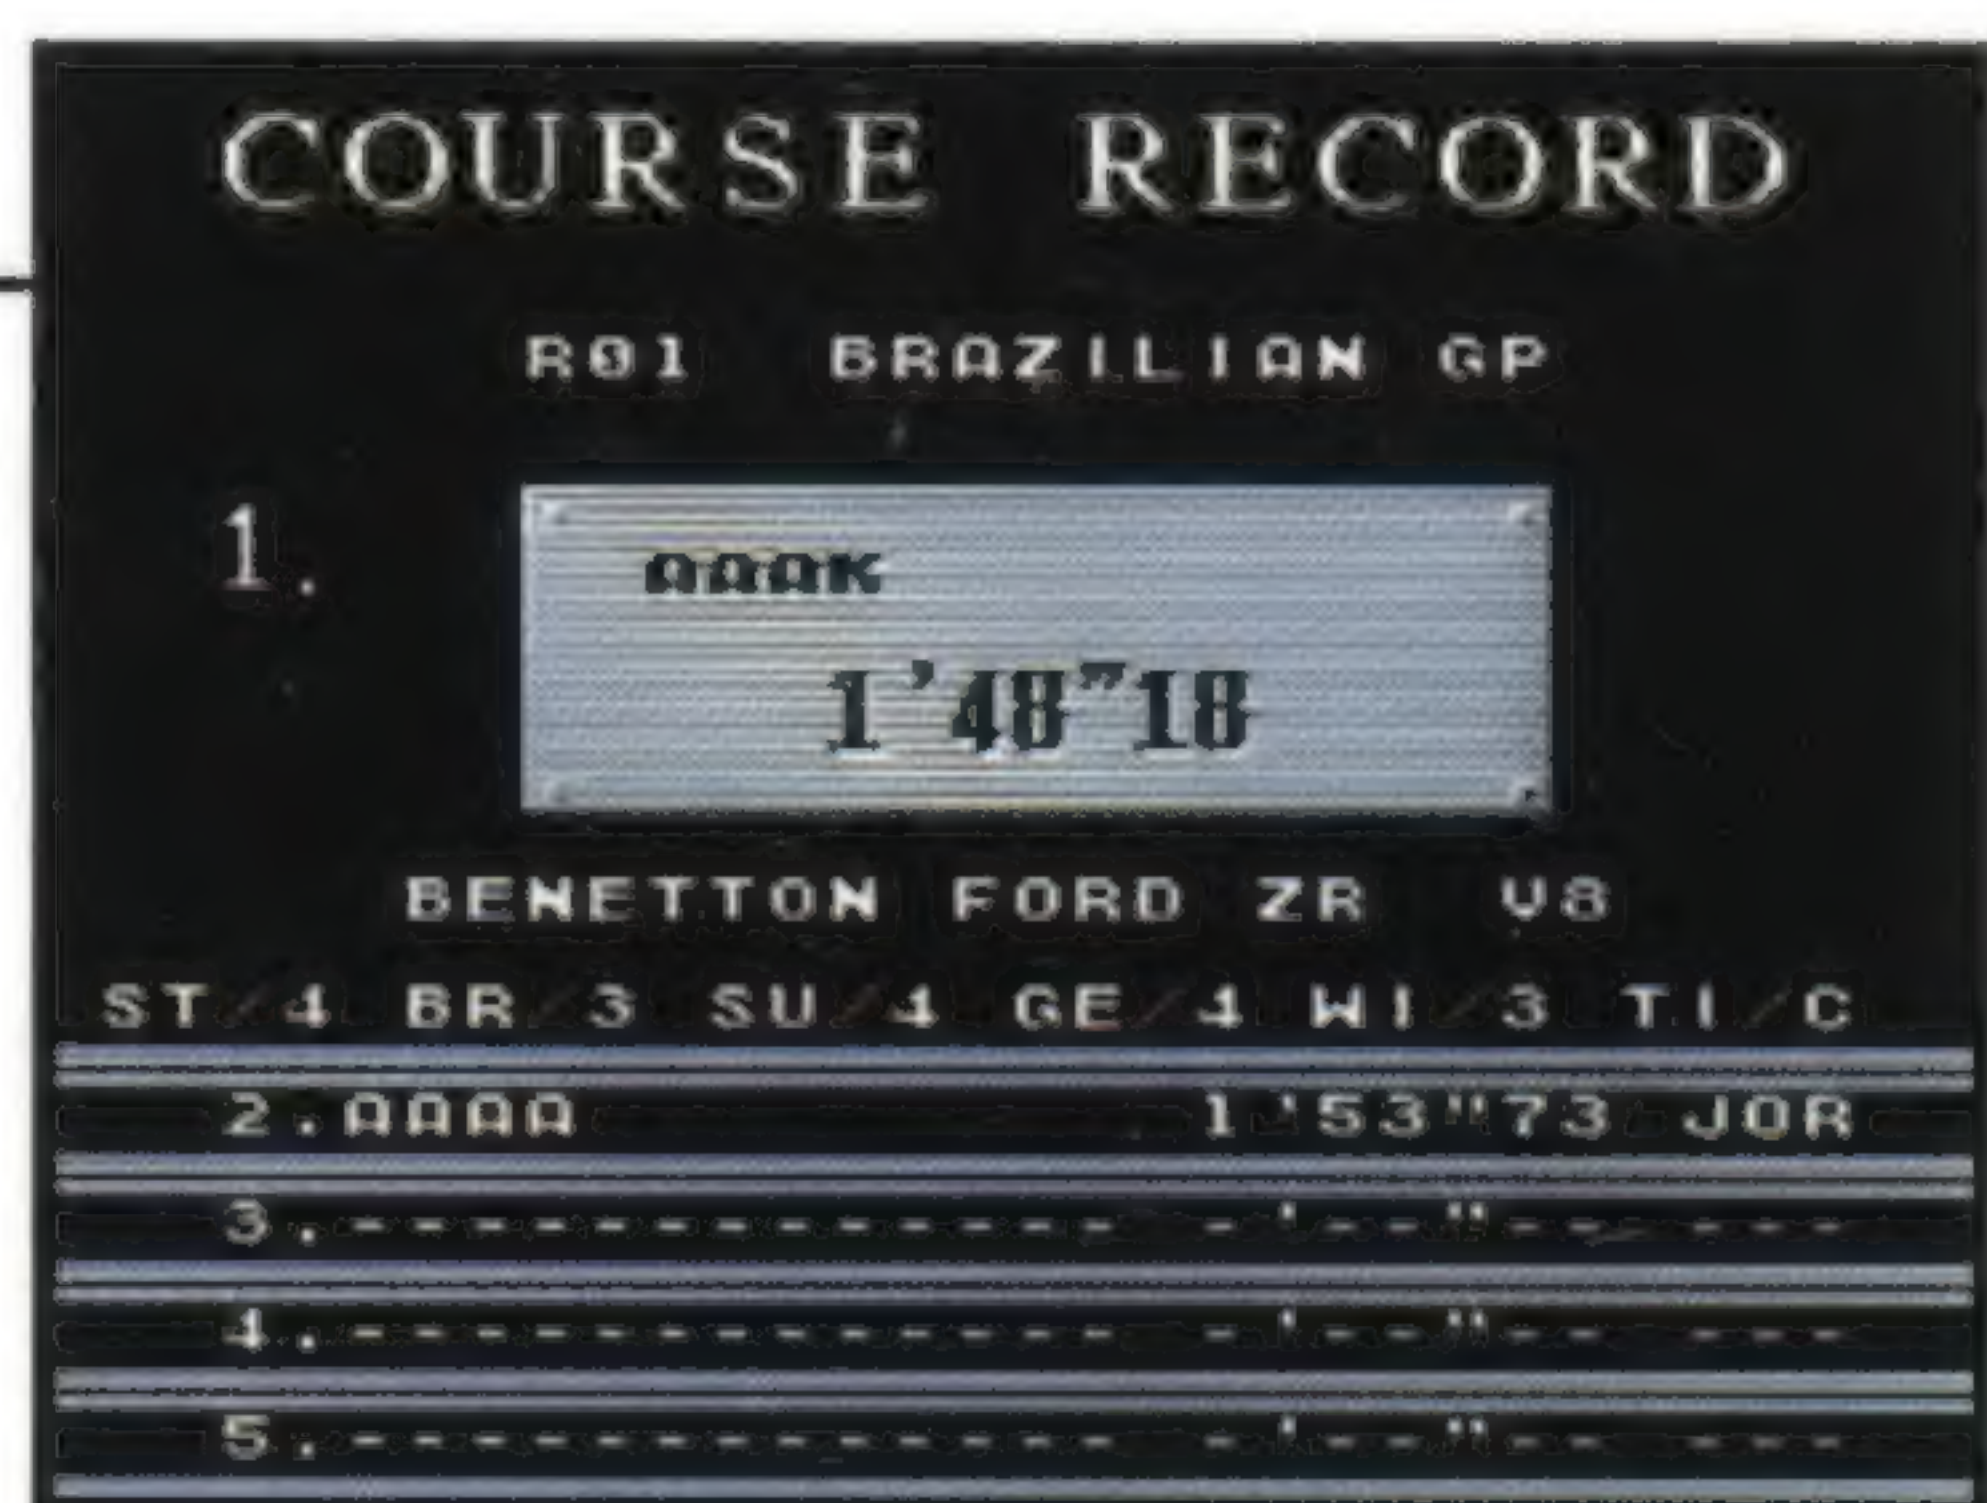 COURSE RECORD
R01 BRAZILIAN GP
1.
AAAK
1'48"18
BENETTON FORD ZR V8
ST/4 BR/3 SU/4 GE/4 WI/3 TI/C
2.AAAA 1'53"73 JOR
3.------------- -'--"-- ---
4.------------- -'--"-- ---
5.------------- -'--"-- ---